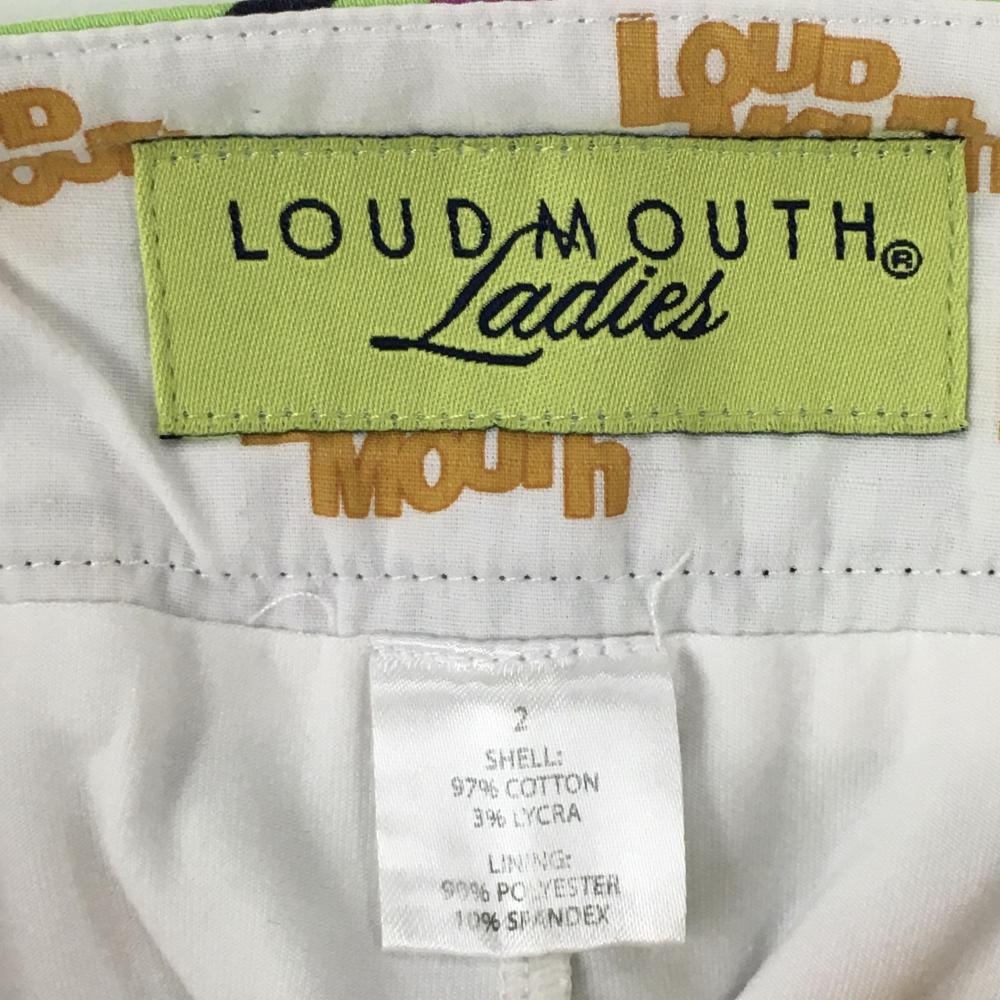 LOUD
MOUTH
LOUDMOUTH®
Ladies
MOUTH
2
SHELL:
97% COTTON
3% LYCRA
LINING:
90% POLYESTER
10% SPANDEX